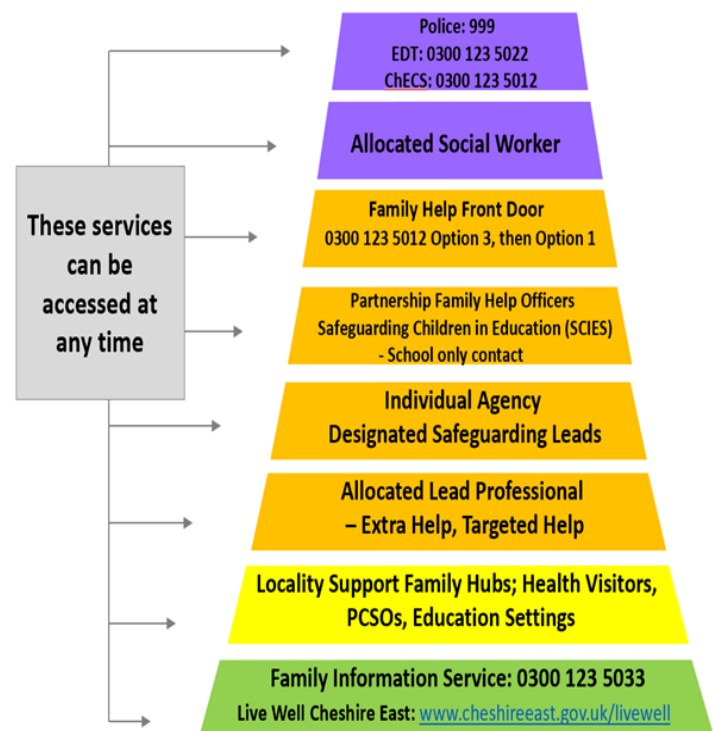 Police: 999
EDT: 0300 123 5022
ChECS: 0300 123 5012
Allocated Social Worker
These services
can be
accessed at
any time
Family Help Front Door
0300 123 5012 Option 3, then Option 1
Partnership Family Help Officers
Safeguarding Children in Education (SCIES)
- School only contact
Individual Agency
Designated Safeguarding Leads
Allocated Lead Professional
– Extra Help, Targeted Help
Locality Support Family Hubs; Health Visitors,
PCSOs, Education Settings
Family Information Service: 0300 123 5033
Live Well Cheshire East: www.cheshireeast.gov.uk/livewell